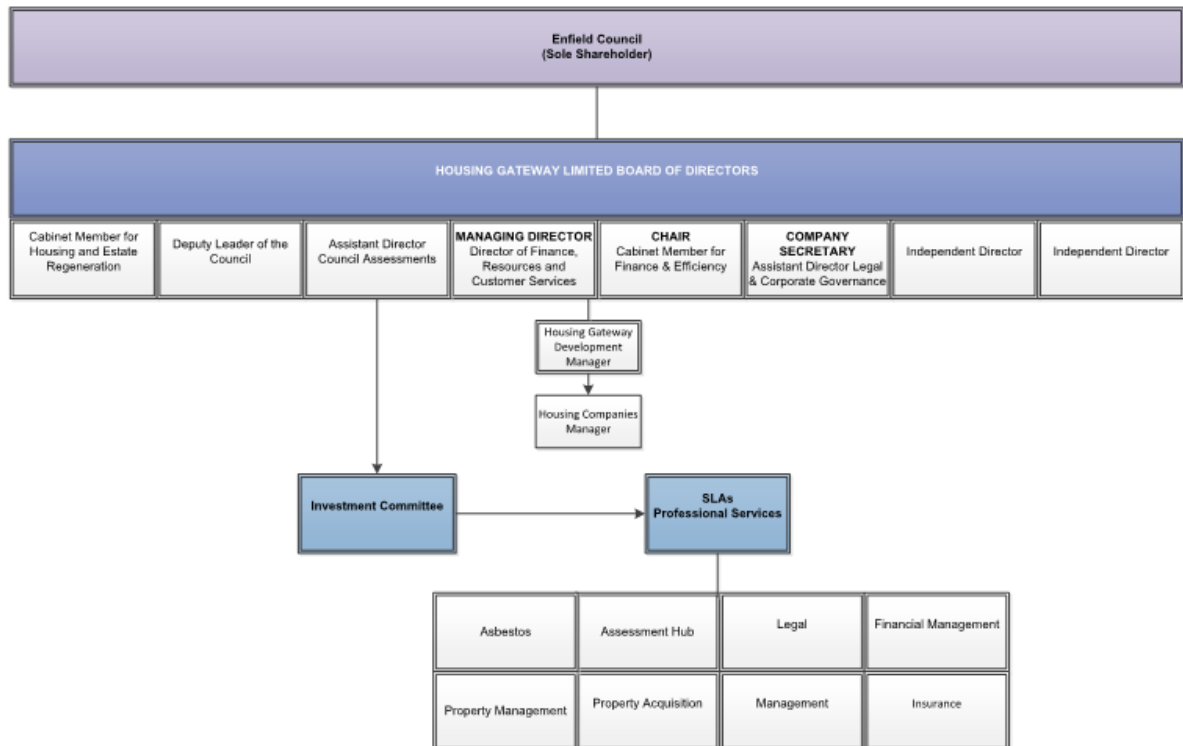 Enfield Council
(Sole Shareholder)
HOUSING GATEWAY LIMITED BOARD OF DIRECTORS
Cabinet Member for
Housing and Estate
Regeneration
Deputy Leader of the
Council
Assistant Director
Council Assessments
MANAGING DIRECTOR
Director of Finance,
Resources and
Customer Services
CHAIR
Cabinet Member for
Finance & Efficiency
COMPANY
SECRETARY
Assistant Director Legal
& Corporate Governance
Independent Director
Independent Director
Housing Gateway
Development
Manager
Housing Companies
Manager
Investment Committee
SLAs
Professional Services
Asbestos
Assessment Hub
Legal
Financial Management
Property Management
Property Acquisition
Management
Insurance